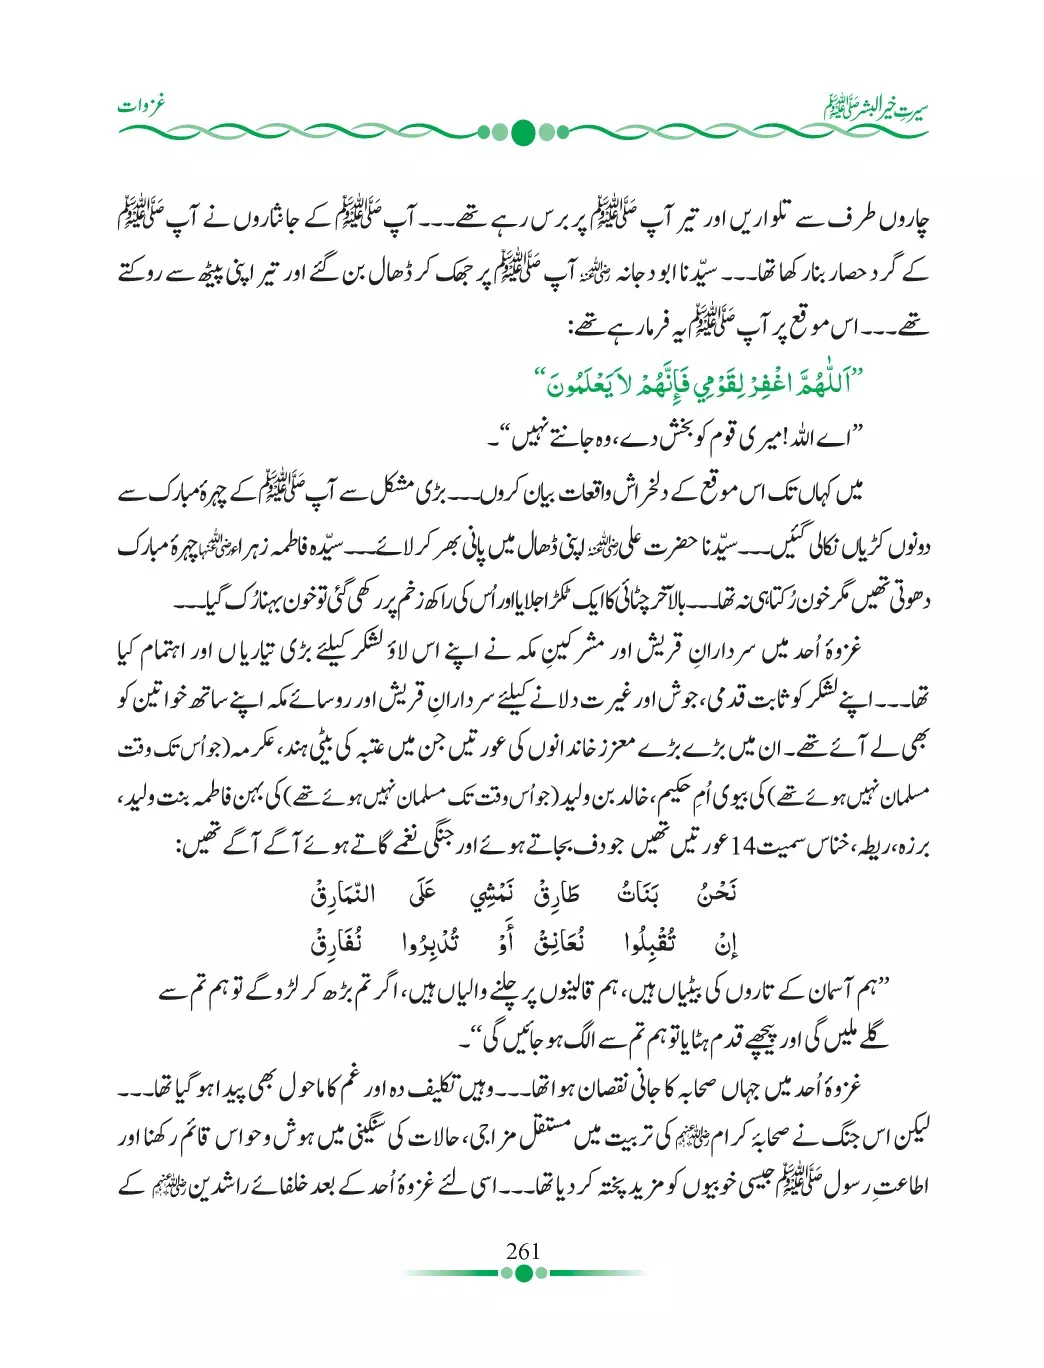 سیرتِ خیر البشر ﷺ
غزوات
چاروں طرف سے تلواریں اور تیر آپ ﷺ پر برس رہے تھے۔۔۔ آپ ﷺ کے جانثاروں نے آپ ﷺ
کے گرد حصار بنا رکھا تھا۔۔۔ سیّدنا ابو دجانہ رضی اللہ عنہ آپ ﷺ پر جھک کر ڈھال بن گئے اور تیر اپنی پیٹھ سے روکتے
تھے۔۔۔ اس موقع پر آپ ﷺ یہ فرما رہے تھے:
”اَللّٰهُمَّ اغْفِرْ لِقَوْمِي فَإِنَّهُمْ لاَ يَعْلَمُونَ“
”اے اللہ! میری قوم کو بخش دے، وہ جانتے نہیں“۔
میں کہاں تک اس موقع کے دلخراش واقعات بیان کروں۔۔۔ بڑی مشکل سے آپ ﷺ کے چہرۂ مبارک سے
دونوں کڑیاں نکالی گئیں۔۔۔ سیّدنا حضرت علی رضی اللہ عنہ اپنی ڈھال میں پانی بھر کر لائے۔۔۔ سیّدہ فاطمہ زہراء رضی اللہ عنہا چہرۂ مبارک
دھوتی تھیں مگر خون رُکتا ہی نہ تھا۔۔۔ بالآخر چٹائی کا ایک ٹکڑا جلایا اور اُس کی راکھ زخم پر رکھی گئی تو خون بہنا رُک گیا۔۔۔
غزوۂ اُحد میں سردارانِ قریش اور مشرکینِ مکہ نے اپنے اس لاؤ لشکر کیلئے بڑی تیاریاں اور اہتمام کیا
تھا۔۔۔ اپنے لشکر کو ثابت قدمی، جوش اور غیرت دلانے کیلئے سردارانِ قریش اور روسائے مکہ اپنے ساتھ خواتین کو
بھی لے آئے تھے۔ ان میں بڑے بڑے معزز خاندانوں کی عورتیں جن میں عتبہ کی بیٹی ہند، عکرمہ (جو اُس تک وقت
مسلمان نہیں ہوئے تھے) کی بیوی اُمِ حکیم، خالد بن ولید (جو اُس وقت تک مسلمان نہیں ہوئے تھے) کی بہن فاطمہ بنت ولید،
برزہ، ریطہ، خناس سمیت 14 عورتیں تھیں جو دف بجاتے ہوئے اور جنگی نغمے گاتے ہوئے آگے آگے تھیں:
نَحْنُ بَنَاتُ طَارِقْ نَمْشِي عَلَى النّمَارِقْ
إنْ تُقْبِلُوا نُعَانِقْ أَوْ تُدْبِرُوا نُفَارِقْ
”ہم آسمان کے تاروں کی بیٹیاں ہیں، ہم قالینوں پر چلنے والیاں ہیں، اگر تم بڑھ کر لڑو گے تو ہم تم سے
گلے ملیں گی اور پیچھے قدم ہٹایا تو ہم تم سے الگ ہو جائیں گی“۔
غزوۂ اُحد میں جہاں صحابہ کا جانی نقصان ہوا تھا۔۔۔ وہیں تکلیف دہ اور غم کا ماحول بھی پیدا ہو گیا تھا۔۔۔
لیکن اس جنگ نے صحابۂ کرام رضی اللہ عنہم کی تربیت میں مستقل مزاجی، حالات کی سنگینی میں ہوش و حواس قائم رکھنا اور
اطاعتِ رسول ﷺ جیسی خوبیوں کو مزید پختہ کر دیا تھا۔۔۔ اسی لئے غزوۂ اُحد کے بعد خلفائے راشدین رضی اللہ عنہم کے
261